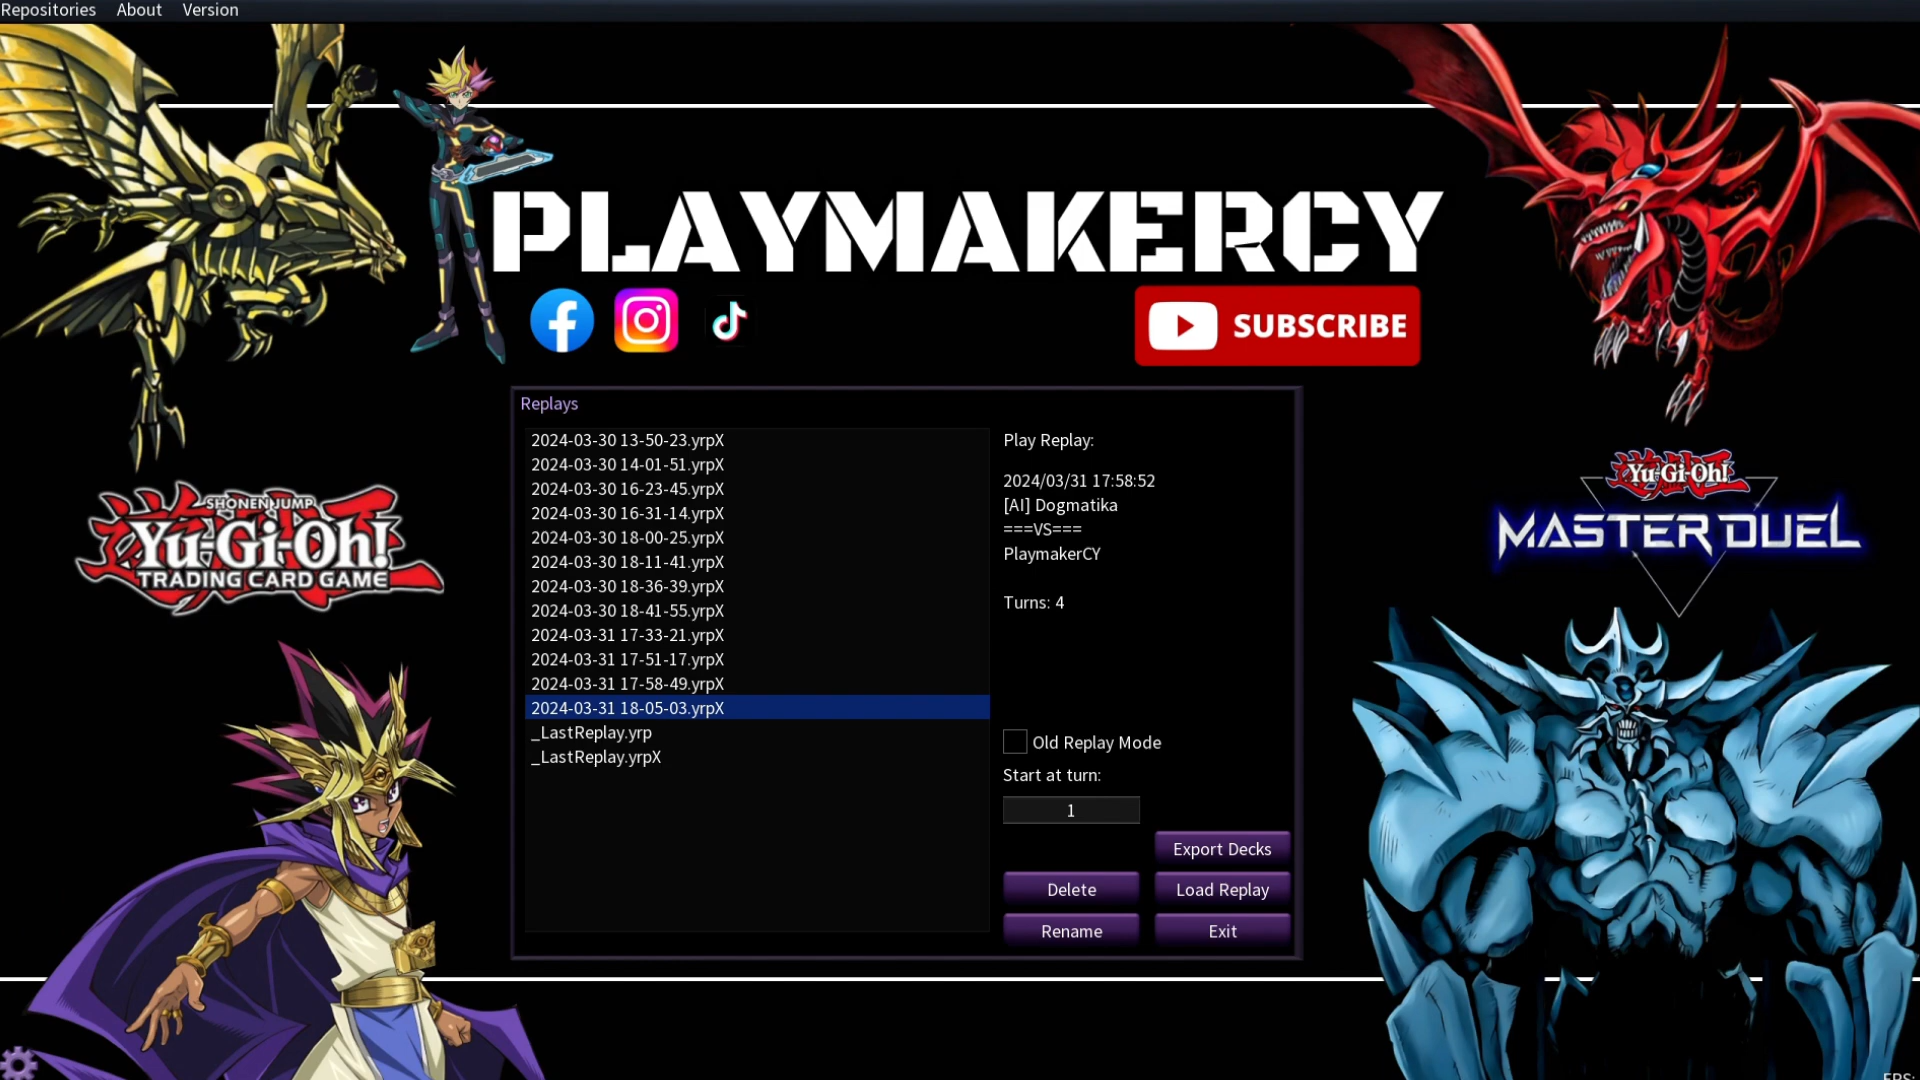 Repositories About Version
PLAYMAKERCY
SUBSCRIBE
Replays
2024-03-30 13-50-23.yrpX
2024-03-30 14-01-51.yrpX
2024-03-30 16-23-45.yrpX
2024-03-30 16-31-14.yrpX
2024-03-30 18-00-25.yrpX
2024-03-30 18-11-41.yrpX
2024-03-30 18-36-39.yrpX
2024-03-30 18-41-55.yrpX
2024-03-31 17-33-21.yrpX
2024-03-31 17-51-17.yrpX
2024-03-31 17-58-49.yrpX
2024-03-31 18-05-03.yrpX
_LastReplay.yrp
_LastReplay.yrpX
Play Replay:
2024/03/31 17:58:52
[AI] Dogmatika
===VS===
PlaymakerCY
Turns: 4
Old Replay Mode
Start at turn:
1
Export Decks
Delete
Load Replay
Rename
Exit
SHONEN JUMP
Yu-Gi-Oh!
TRADING CARD GAME
Yu-Gi-Oh!
MASTER DUEL
FPS: